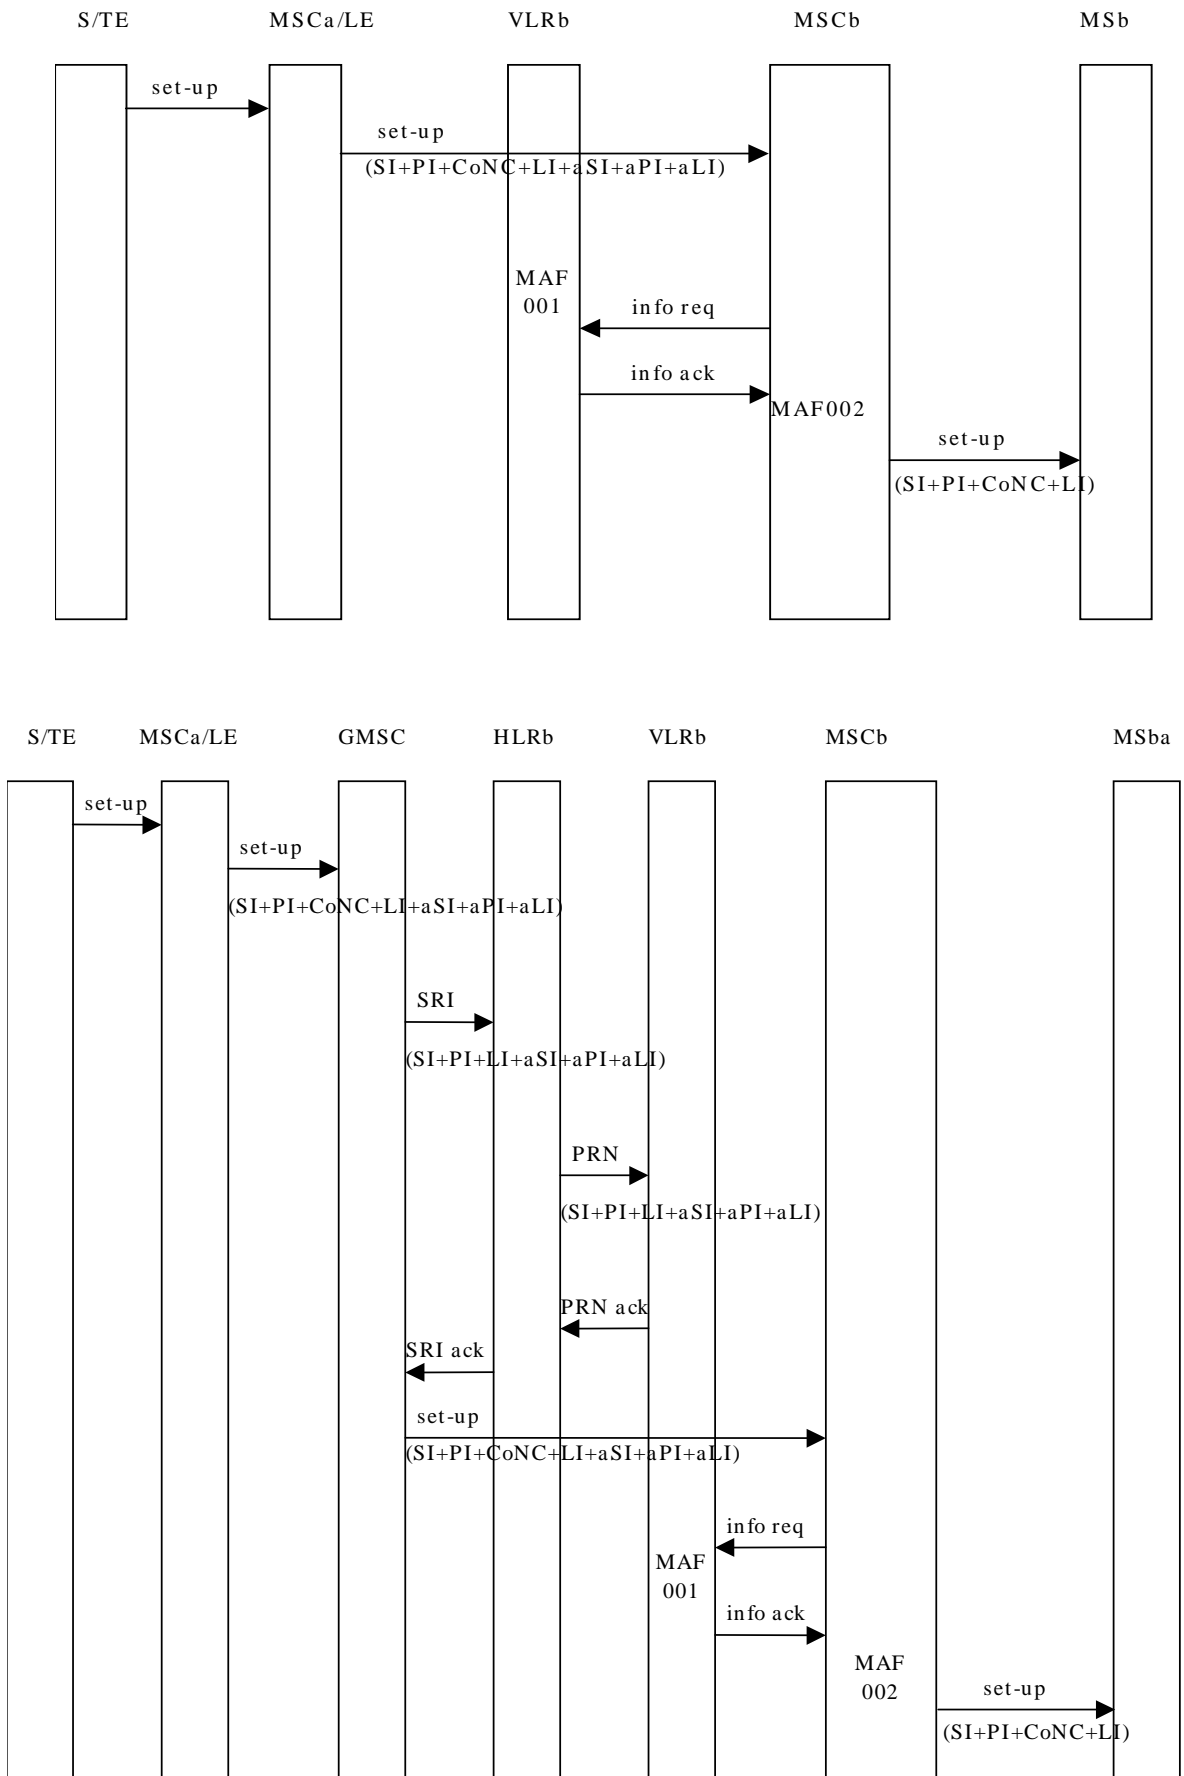 S/TE MSCa/LE VLRb MSCb MSb
set-up
set-up
(SI+PI+CoNC+LI+aSI+aPI+aLI)
MAF
001
info req
info ack
MAF002
set-up
(SI+PI+CoNC+LI)
S/TE MSCa/LE GMSC HLRb VLRb MSCb MSba
set-up
set-up
(SI+PI+CoNC+LI+aSI+aPI+aLI)
SRI
(SI+PI+LI+aSI+aPI+aLI)
PRN
(SI+PI+LI+aSI+aPI+aLI)
PRN ack
SRI ack
set-up
(SI+PI+CoNC+LI+aSI+aPI+aLI)
info req
MAF
001
info ack
MAF
002
set-up
(SI+PI+CoNC+LI)